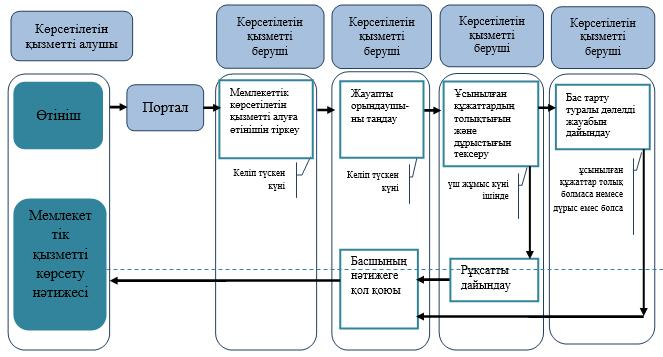 Көрсетілетін
қызметті алушы
Көрсетілетін
қызметті
беруші
Көрсетілетін
қызметті
беруші
Көрсетілетін
қызметті
беруші
Көрсетілетін
қызметті
беруші
Өтініш
Портал
Мемлекеттік
көрсетілетін
қызметті алуға
өтінішін тіркеу
Жауапты
орындаушы-
ны таңдау
Ұсынылған
құжаттардың
толықтығын
және
дұрыстығын
тексеру
Бас тарту
туралы дәлелді
жауабын
дайындау
Келіп түскен
күні
Келіп түскен
күні
үш жұмыс күні
ішінде
ұсынылған
құжаттар толық
болмаса немесе
дұрыс емес болса
Мемлекет
тік
қызметті
көрсету
нәтижесі
Басшының
нәтижеге
қол қоюы
Рұқсатты
дайындау